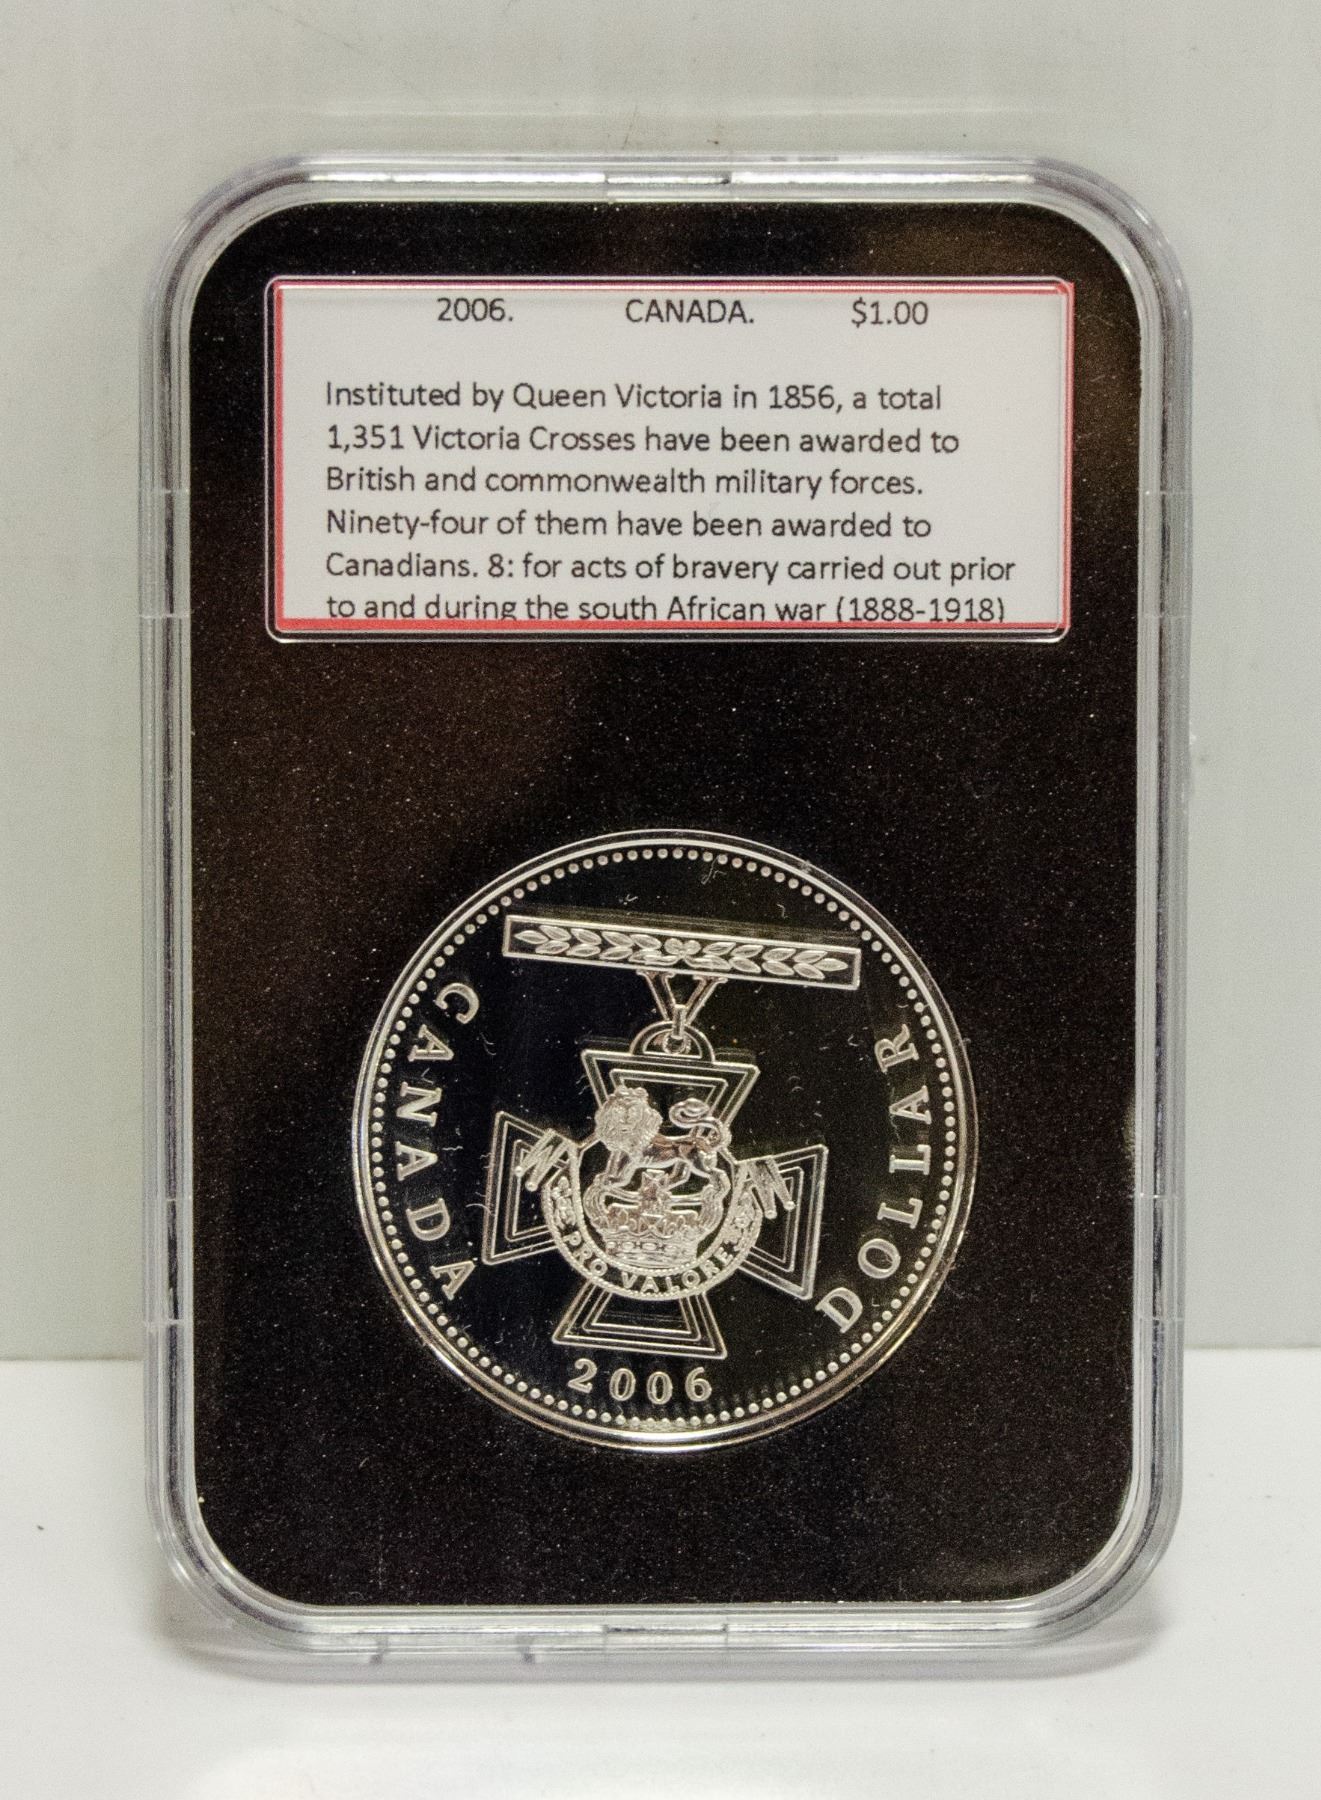 2006. CANADA. $1.00
Instituted by Queen Victoria in 1856, a total
1,351 Victoria Crosses have been awarded to
British and commonwealth military forces.
Ninety-four of them have been awarded to
Canadians. 8: for acts of bravery carried out prior
to and during the south African war (1888-1918)
CANADA
DOLLAR
PRO VALORE
2006